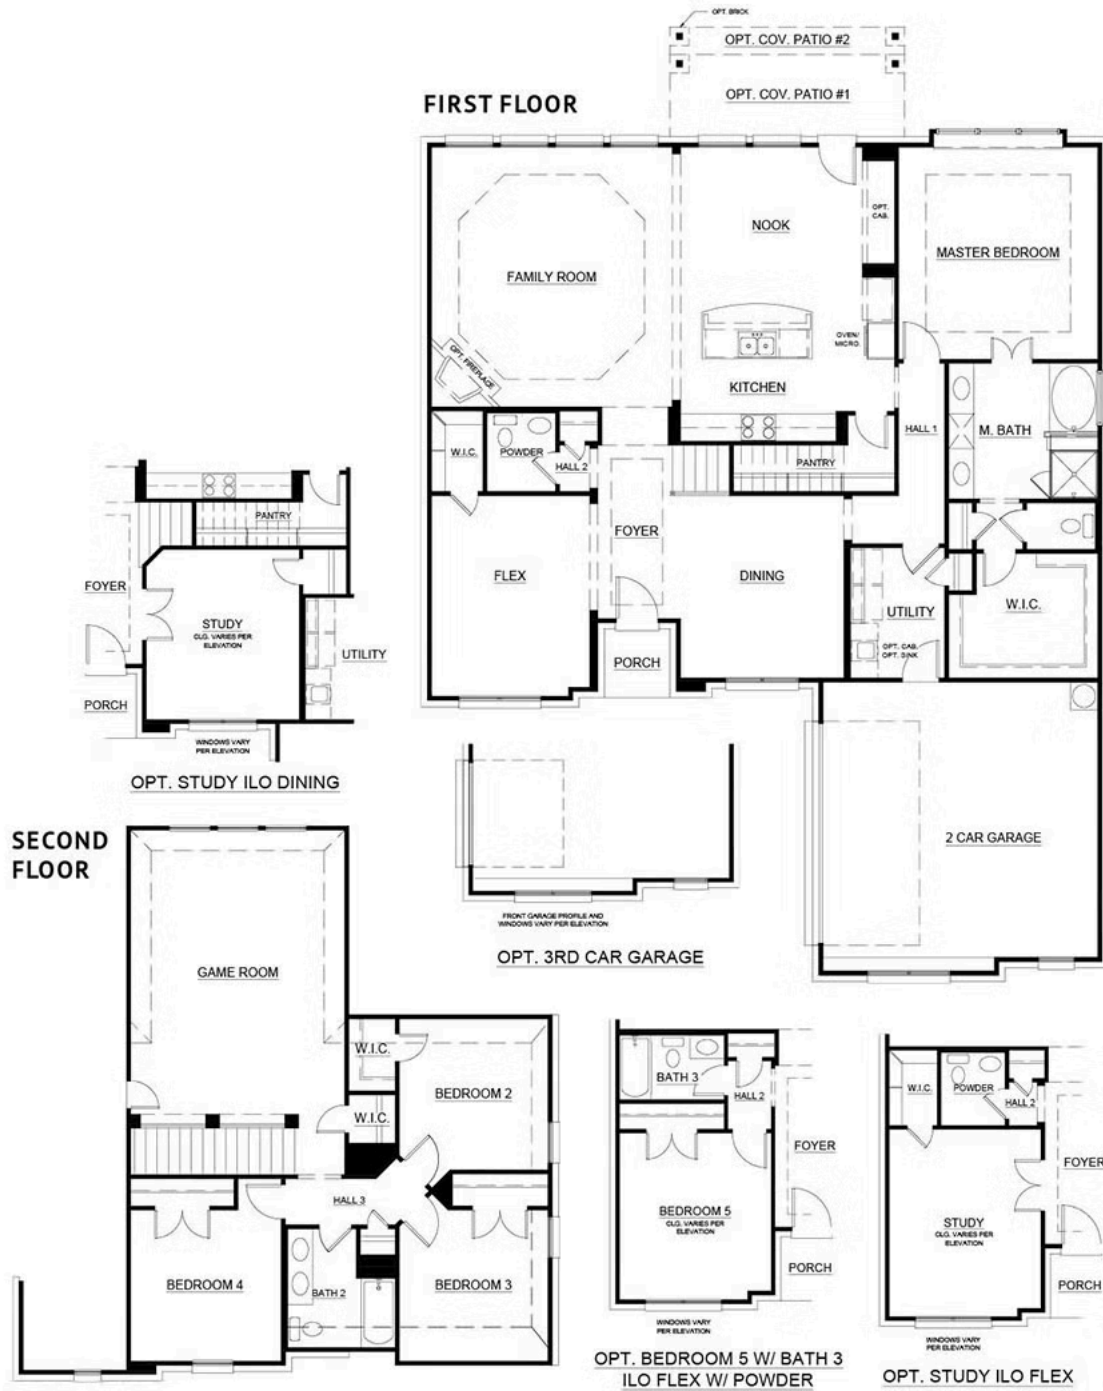 OPT. BRICK
OPT. COV. PATIO #2
OPT. COV. PATIO #1
FIRST FLOOR
NOOK
OPT.
CAB.
MASTER BEDROOM
FAMILY ROOM
OVEN/
MICRO.
OPT. FIREPLACE
KITCHEN
HALL 1
M. BATH
W.I.C.
POWDER
HALL 2
PANTRY
FOYER
FLEX
DINING
UTILITY
W.I.C.
OPT. CAB.
OPT. SINK
PORCH
2 CAR GARAGE
PANTRY
FOYER
STUDY
CLG. VARIES PER
ELEVATION
UTILITY
PORCH
WINDOWS VARY
PER ELEVATION
OPT. STUDY ILO DINING
FRONT GARAGE PROFILE AND
WINDOWS VARY PER ELEVATION
OPT. 3RD CAR GARAGE
SECOND
FLOOR
GAME ROOM
W.I.C.
BEDROOM 2
W.I.C.
HALL 3
BEDROOM 4
BATH 2
BEDROOM 3
BATH 3
HALL 2
FOYER
BEDROOM 5
CLG. VARIES PER
ELEVATION
PORCH
WINDOWS VARY
PER ELEVATION
OPT. BEDROOM 5 W/ BATH 3
ILO FLEX W/ POWDER
W.I.C.
POWDER
HALL 2
FOYER
STUDY
CLG. VARIES PER
ELEVATION
PORCH
WINDOWS VARY
PER ELEVATION
OPT. STUDY ILO FLEX